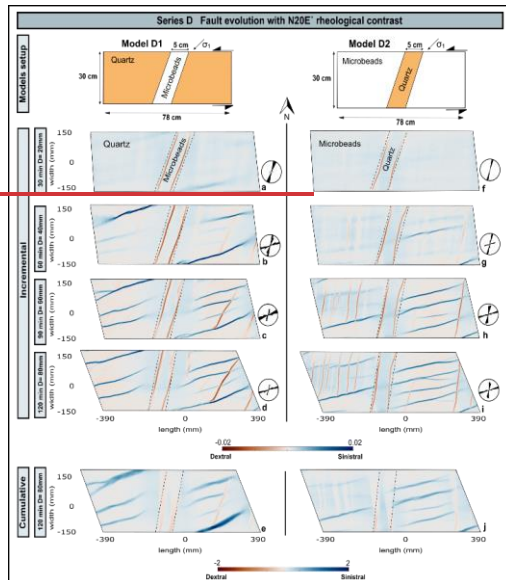 Series D Fault evolution with N20E° rheological contrast
Models setup
Model D1
5 cm
σ1
Quartz
Microbeads
30 cm
78 cm
Model D2
5 cm
σ1
Microbeads
Quartz
30 cm
78 cm
N
Incremental
30 min D= 20mm
width (mm)
150
0
-150
Quartz
Microbeads
a
Microbeads
Quartz
f
60 min D= 40mm
width (mm)
150
0
-150
b
g
90 min D= 60mm
width (mm)
150
0
-150
c
h
120 min D= 80mm
width (mm)
150
0
-150
d
i
-390
0
390
length (mm)
-390
0
390
length (mm)
-0.02
0.02
Dextral
Sinistral
Cumulative
120 min D= 80mm
width (mm)
150
0
-150
e
j
-390
0
390
length (mm)
-390
0
390
length (mm)
-2
2
Dextral
Sinistral